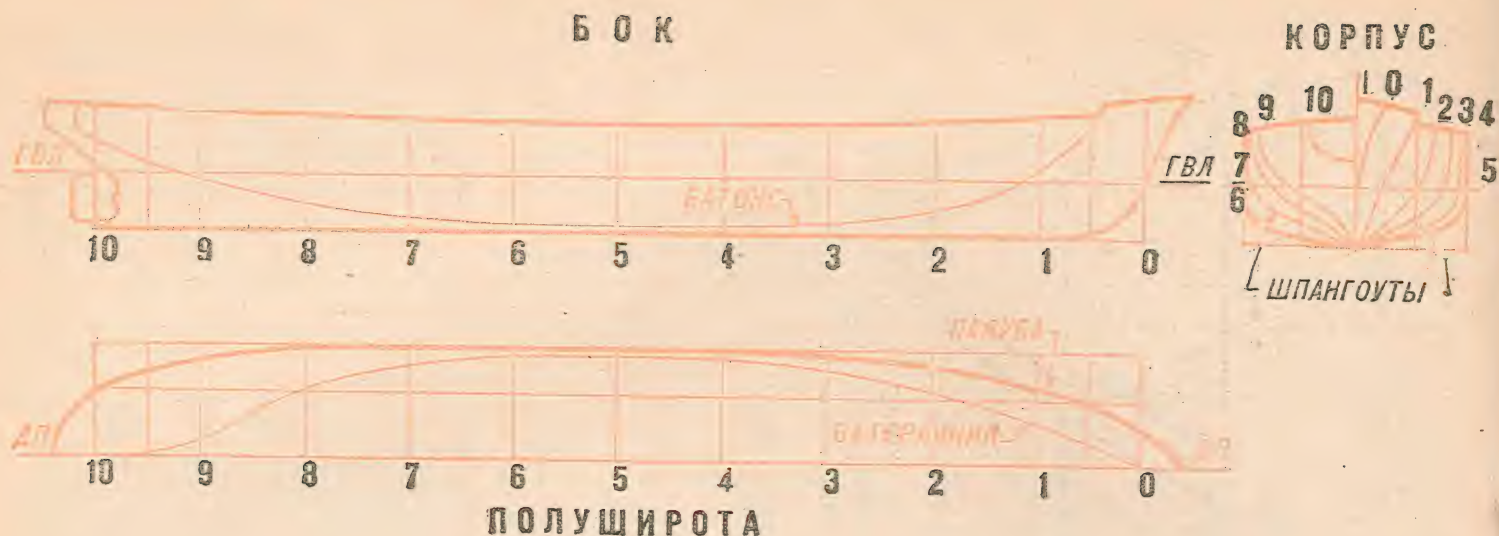 БОК
КОРПУС
1 0 1 2 3 4
8 9 10
ГВЛ
ГВЛ 7
5
6
БАТОКС
10 9 8 7 6 5 4 3 2 1 0
ШПАНГОУТЫ
ПАЛУБА
ДП
ВАТЕРЛИНИЙ
ДП
10 9 8 7 6 5 4 3 2 1 0
ПОЛУШИРОТА